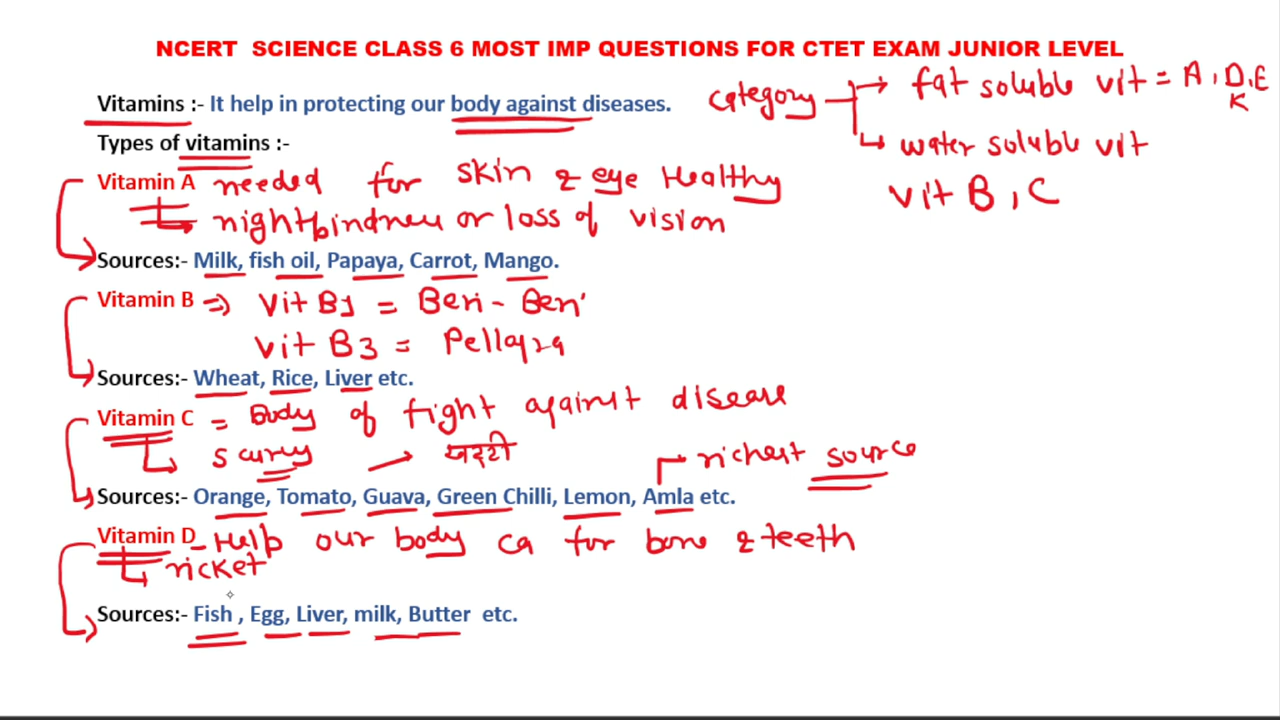 NCERT SCIENCE CLASS 6 MOST IMP QUESTIONS FOR CTET EXAM JUNIOR LEVEL
Vitamins :- It help in protecting our body against diseases.
category → fat soluble vit = A, D, E
K
↳ water soluble vit
vit B, C
Types of vitamins :-
Vitamin A needed for skin & eye Healthy
nightbindness or loss of vision
Sources:- Milk, fish oil, Papaya, Carrot, Mango.
Vitamin B ⇒ vit B1 = Beri - Beri
vit B3 = Pellagra
Sources:- Wheat, Rice, Liver etc.
Vitamin C = Body of fight against disease
scurvy →
richest source
Sources:- Orange, Tomato, Guava, Green Chilli, Lemon, Amla etc.
Vitamin D - Help our body ca for bone & teeth
ricket
Sources:- Fish , Egg, Liver, milk, Butter etc.